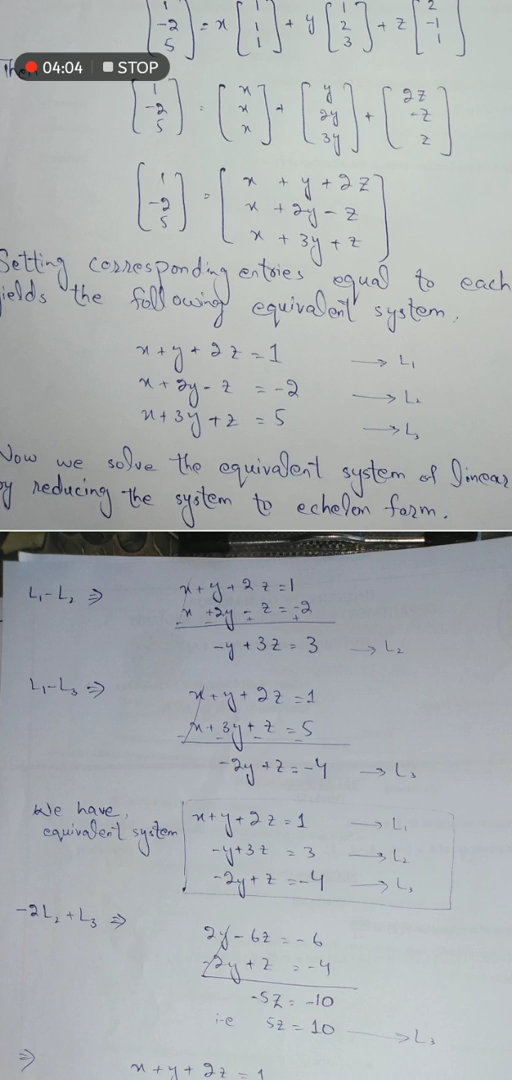 [1 -2 5] = x [1 1 1] + y [1 2 3] + z [2 -1 1]
04:04 STOP
[1 -2 5] = [x x x] + [y 2y 3y] + [2z -z z]
[1 -2 5] = [x + y + 2z
x + 2y - z
x + 3y + z]
Setting corresponding entries equal to each
ields the following equivalent system.
x + y + 2z = 1 → L₁
x + 2y - z = -2 → L₂
x + 3y + z = 5 → L₃
Now we solve the equivalent system of linear
by reducing the system to echelon form.
L₁-L₂ ⇒ x + y + 2z = 1
x + 2y - z = -2
- - + +
-y + 3z = 3 → L₂
L₁-L₃ ⇒ x + y + 2z = 1
x + 3y + z = 5
- - - -
-2y + z = -4 → L₃
We have, x + y + 2z = 1 → L₁
equivalent system -y + 3z = 3 → L₂
-2y + z = -4 → L₃
-2L₂ + L₃ ⇒ 2y - 6z = -6
-2y + z = -4
-5z = -10
i.e 5z = 10 → L₃
⇒ x + y + 2z = 1